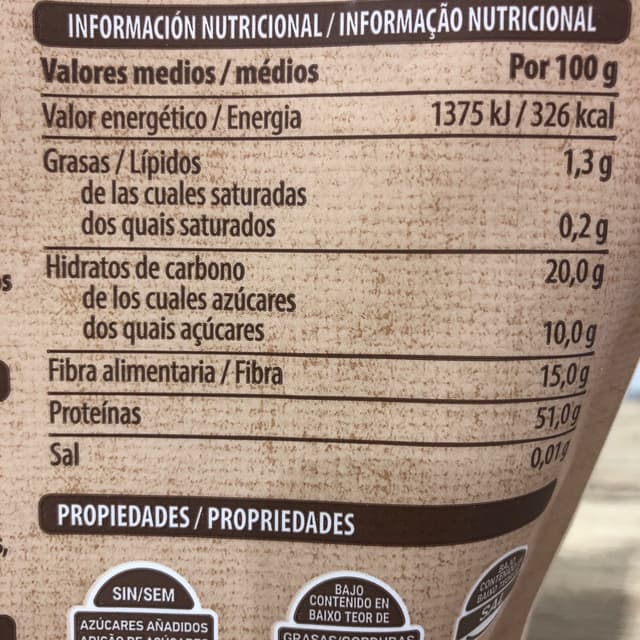 INFORMACIÓN NUTRICIONAL / INFORMAÇÃO NUTRICIONAL
Valores medios / médios Por 100 g
Valor energético / Energia 1375 kJ / 326 kcal
Grasas / Lípidos 1,3 g
de las cuales saturadas
dos quais saturados 0,2 g
Hidratos de carbono 20,0 g
de los cuales azúcares
dos quais açúcares 10,0 g
Fibra alimentaria / Fibra 15,0 g
Proteínas 51,0 g
Sal 0,01 g
PROPIEDADES / PROPRIEDADES
SIN/SEM
AZÚCARES AÑADIDOS
BAJO
CONTENIDO EN
BAIXO TEOR DE
GRASAS/GORDURAS
BAJO